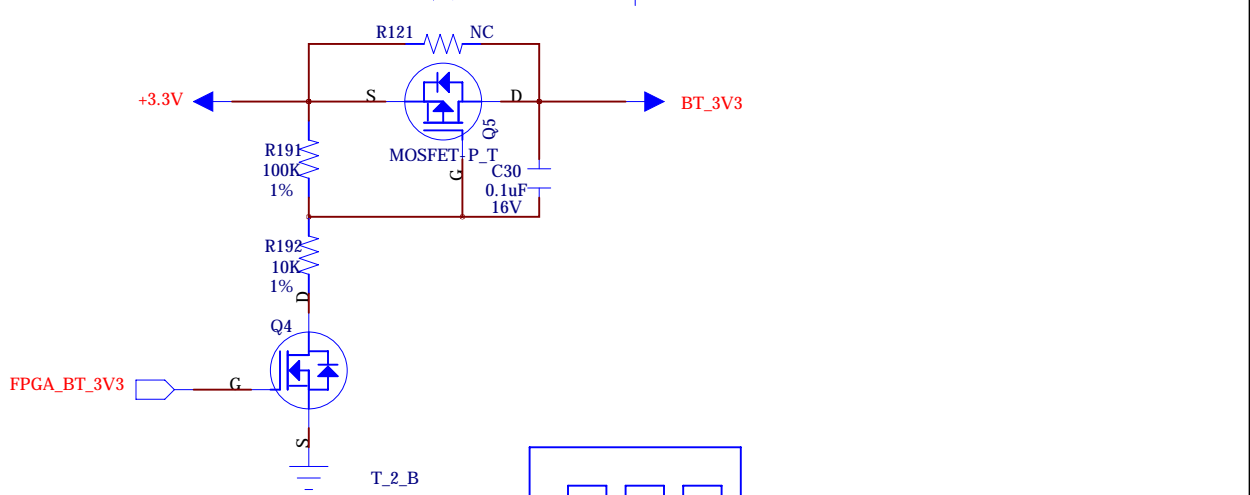 R121 NC
+3.3V S D BT_3V3
Q5
MOSFET-P_T
R191
100K
1%
G
C30
0.1uF
16V
R192
10K
1%
D
Q4
FPGA_BT_3V3 G
S
T_2_B